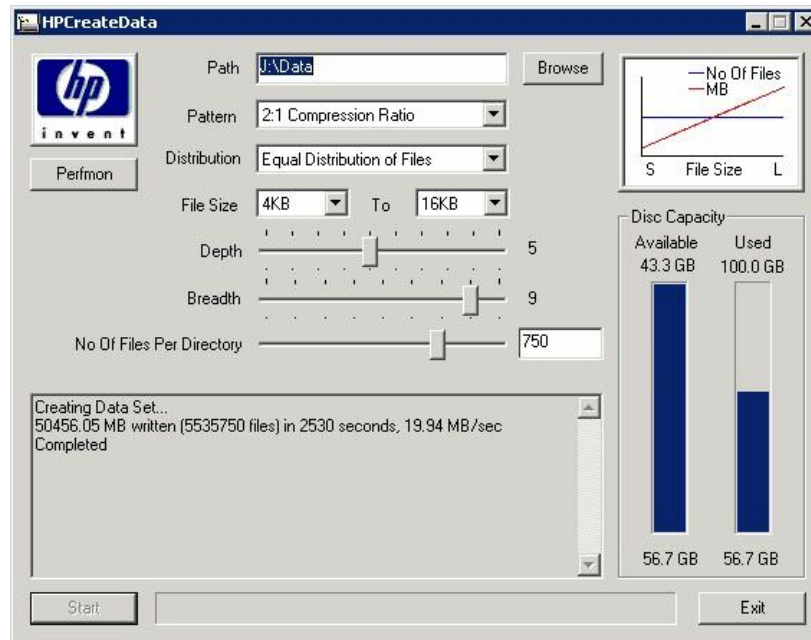 HPCreateData
hp
invent
Perfmon
Path J:\Data Browse
Pattern 2:1 Compression Ratio
Distribution Equal Distribution of Files
File Size 4KB To 16KB
Depth 5
Breadth 9
No Of Files Per Directory 750
No Of Files
MB
S File Size L
Disc Capacity
Available Used
43.3 GB 100.0 GB
56.7 GB 56.7 GB
Creating Data Set...
50456.05 MB written (5535750 files) in 2530 seconds, 19.94 MB/sec
Completed
Start Exit